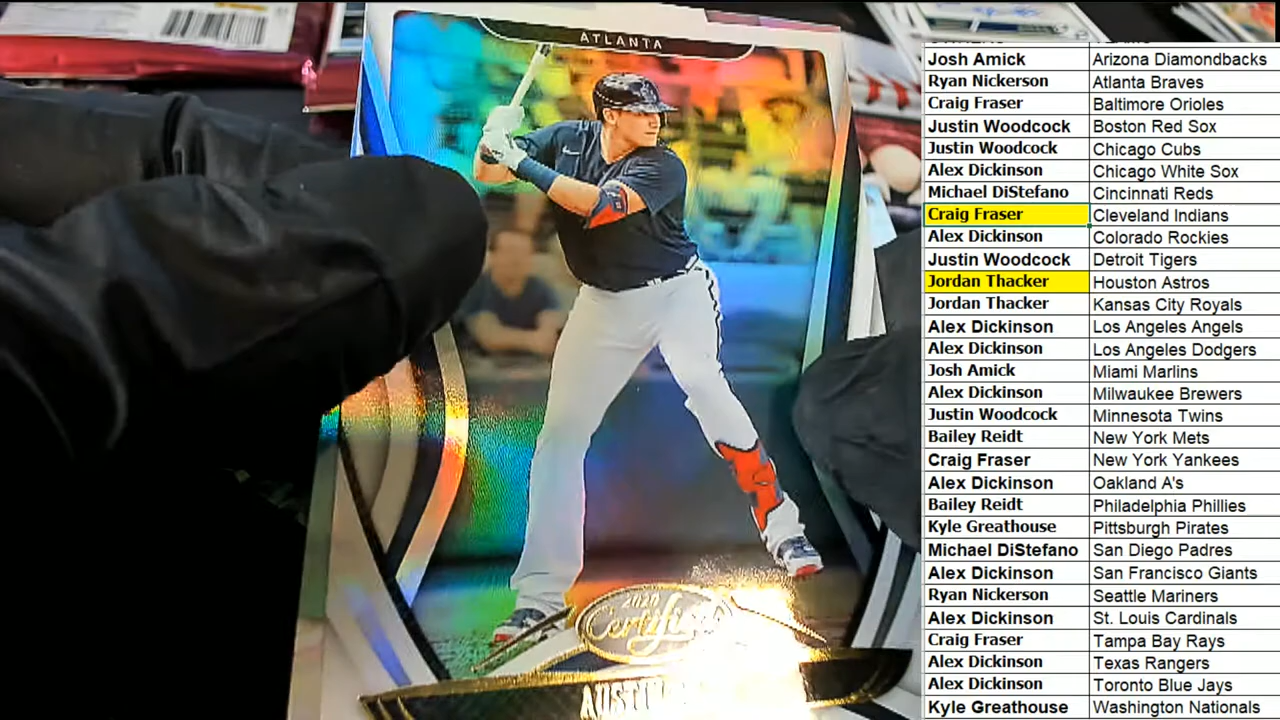 ATLANTA
2020
Certified
AUSTIN
Josh Amick Arizona Diamondbacks
Ryan Nickerson Atlanta Braves
Craig Fraser Baltimore Orioles
Justin Woodcock Boston Red Sox
Justin Woodcock Chicago Cubs
Alex Dickinson Chicago White Sox
Michael DiStefano Cincinnati Reds
Craig Fraser Cleveland Indians
Alex Dickinson Colorado Rockies
Justin Woodcock Detroit Tigers
Jordan Thacker Houston Astros
Jordan Thacker Kansas City Royals
Alex Dickinson Los Angeles Angels
Alex Dickinson Los Angeles Dodgers
Josh Amick Miami Marlins
Alex Dickinson Milwaukee Brewers
Justin Woodcock Minnesota Twins
Bailey Reidt New York Mets
Craig Fraser New York Yankees
Alex Dickinson Oakland A's
Bailey Reidt Philadelphia Phillies
Kyle Greathouse Pittsburgh Pirates
Michael DiStefano San Diego Padres
Alex Dickinson San Francisco Giants
Ryan Nickerson Seattle Mariners
Alex Dickinson St. Louis Cardinals
Craig Fraser Tampa Bay Rays
Alex Dickinson Texas Rangers
Alex Dickinson Toronto Blue Jays
Kyle Greathouse Washington Nationals